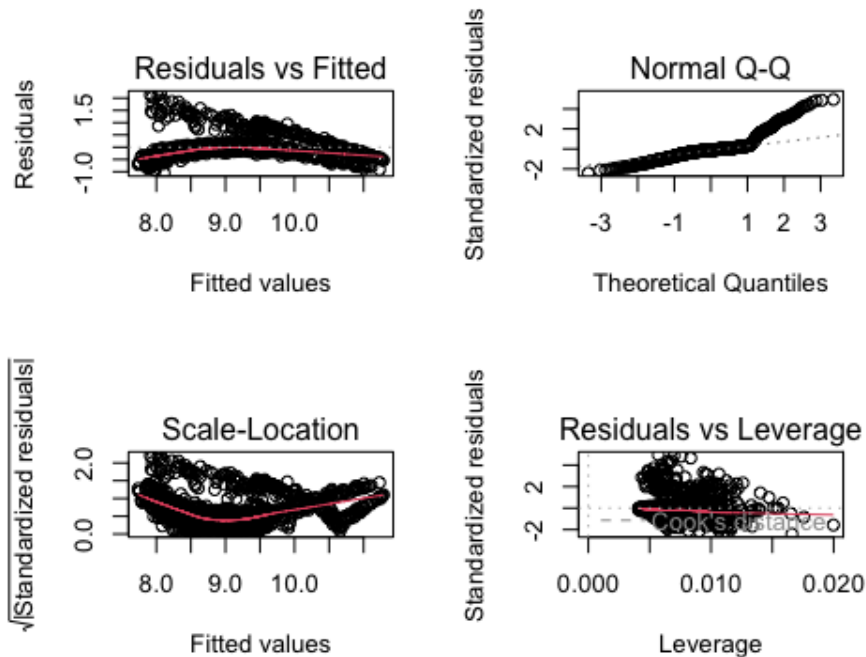 Residuals vs Fitted
Residuals
-1.0 1.5
8.0 9.0 10.0
Fitted values
Normal Q-Q
Standardized residuals
-2 2
-3 -1 1 2 3
Theoretical Quantiles
Scale-Location
√|Standardized residuals|
0.0 2.0
8.0 9.0 10.0
Fitted values
Residuals vs Leverage
Standardized residuals
-2 2
Cook's distance
0.000 0.010 0.020
Leverage